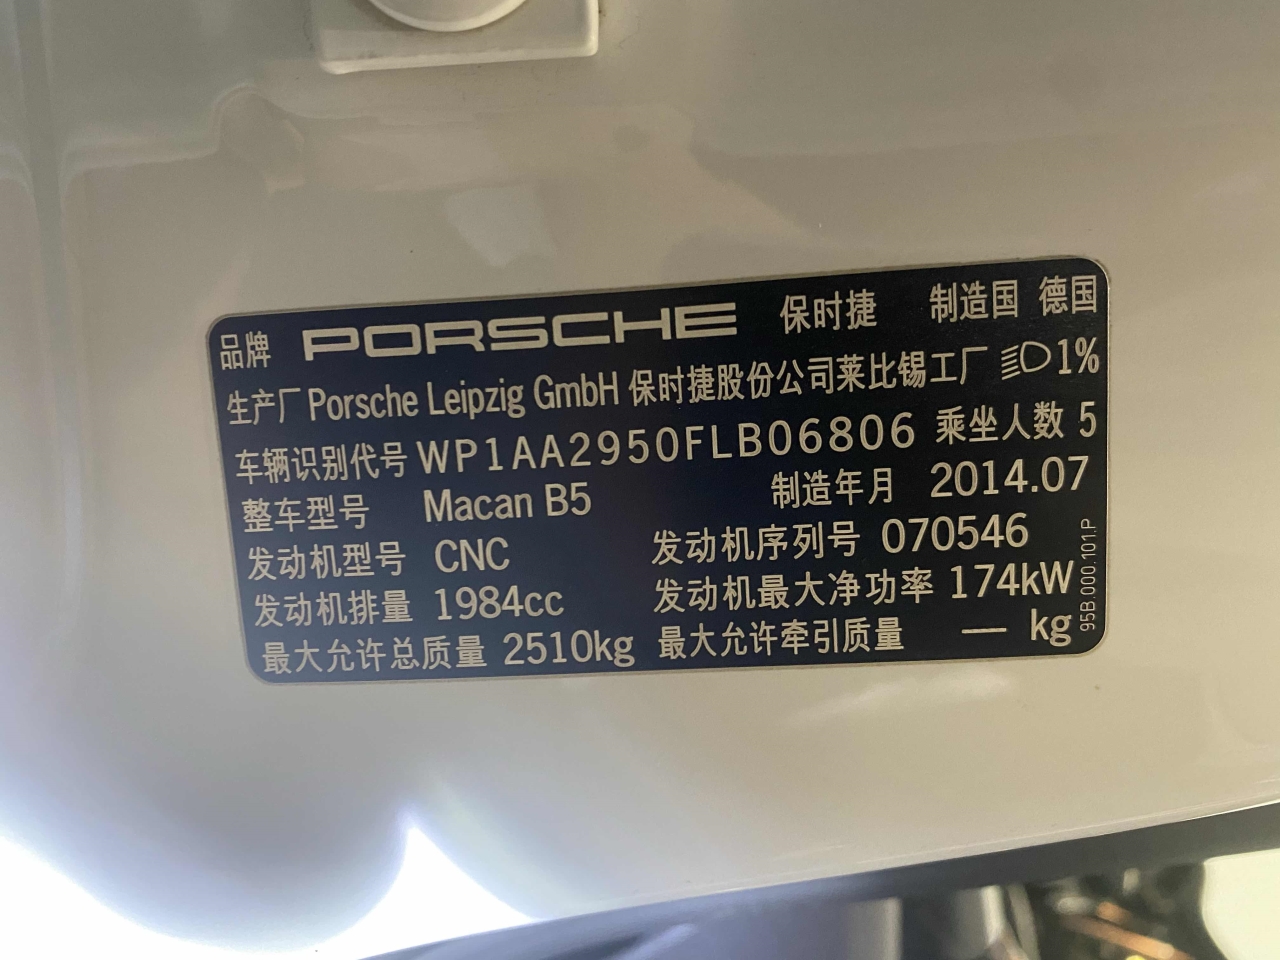 品牌 PORSCHE 保时捷 制造国 德国
生产厂 Porsche Leipzig GmbH 保时捷股份公司莱比锡工厂 1%
车辆识别代号 WP1AA2950FLB06806 乘坐人数 5
整车型号 Macan B5 制造年月 2014.07
发动机型号 CNC 发动机序列号 070546
发动机排量 1984cc 发动机最大净功率 174kW
最大允许总质量 2510kg 最大允许牵引质量 — kg
95B.000.101.P